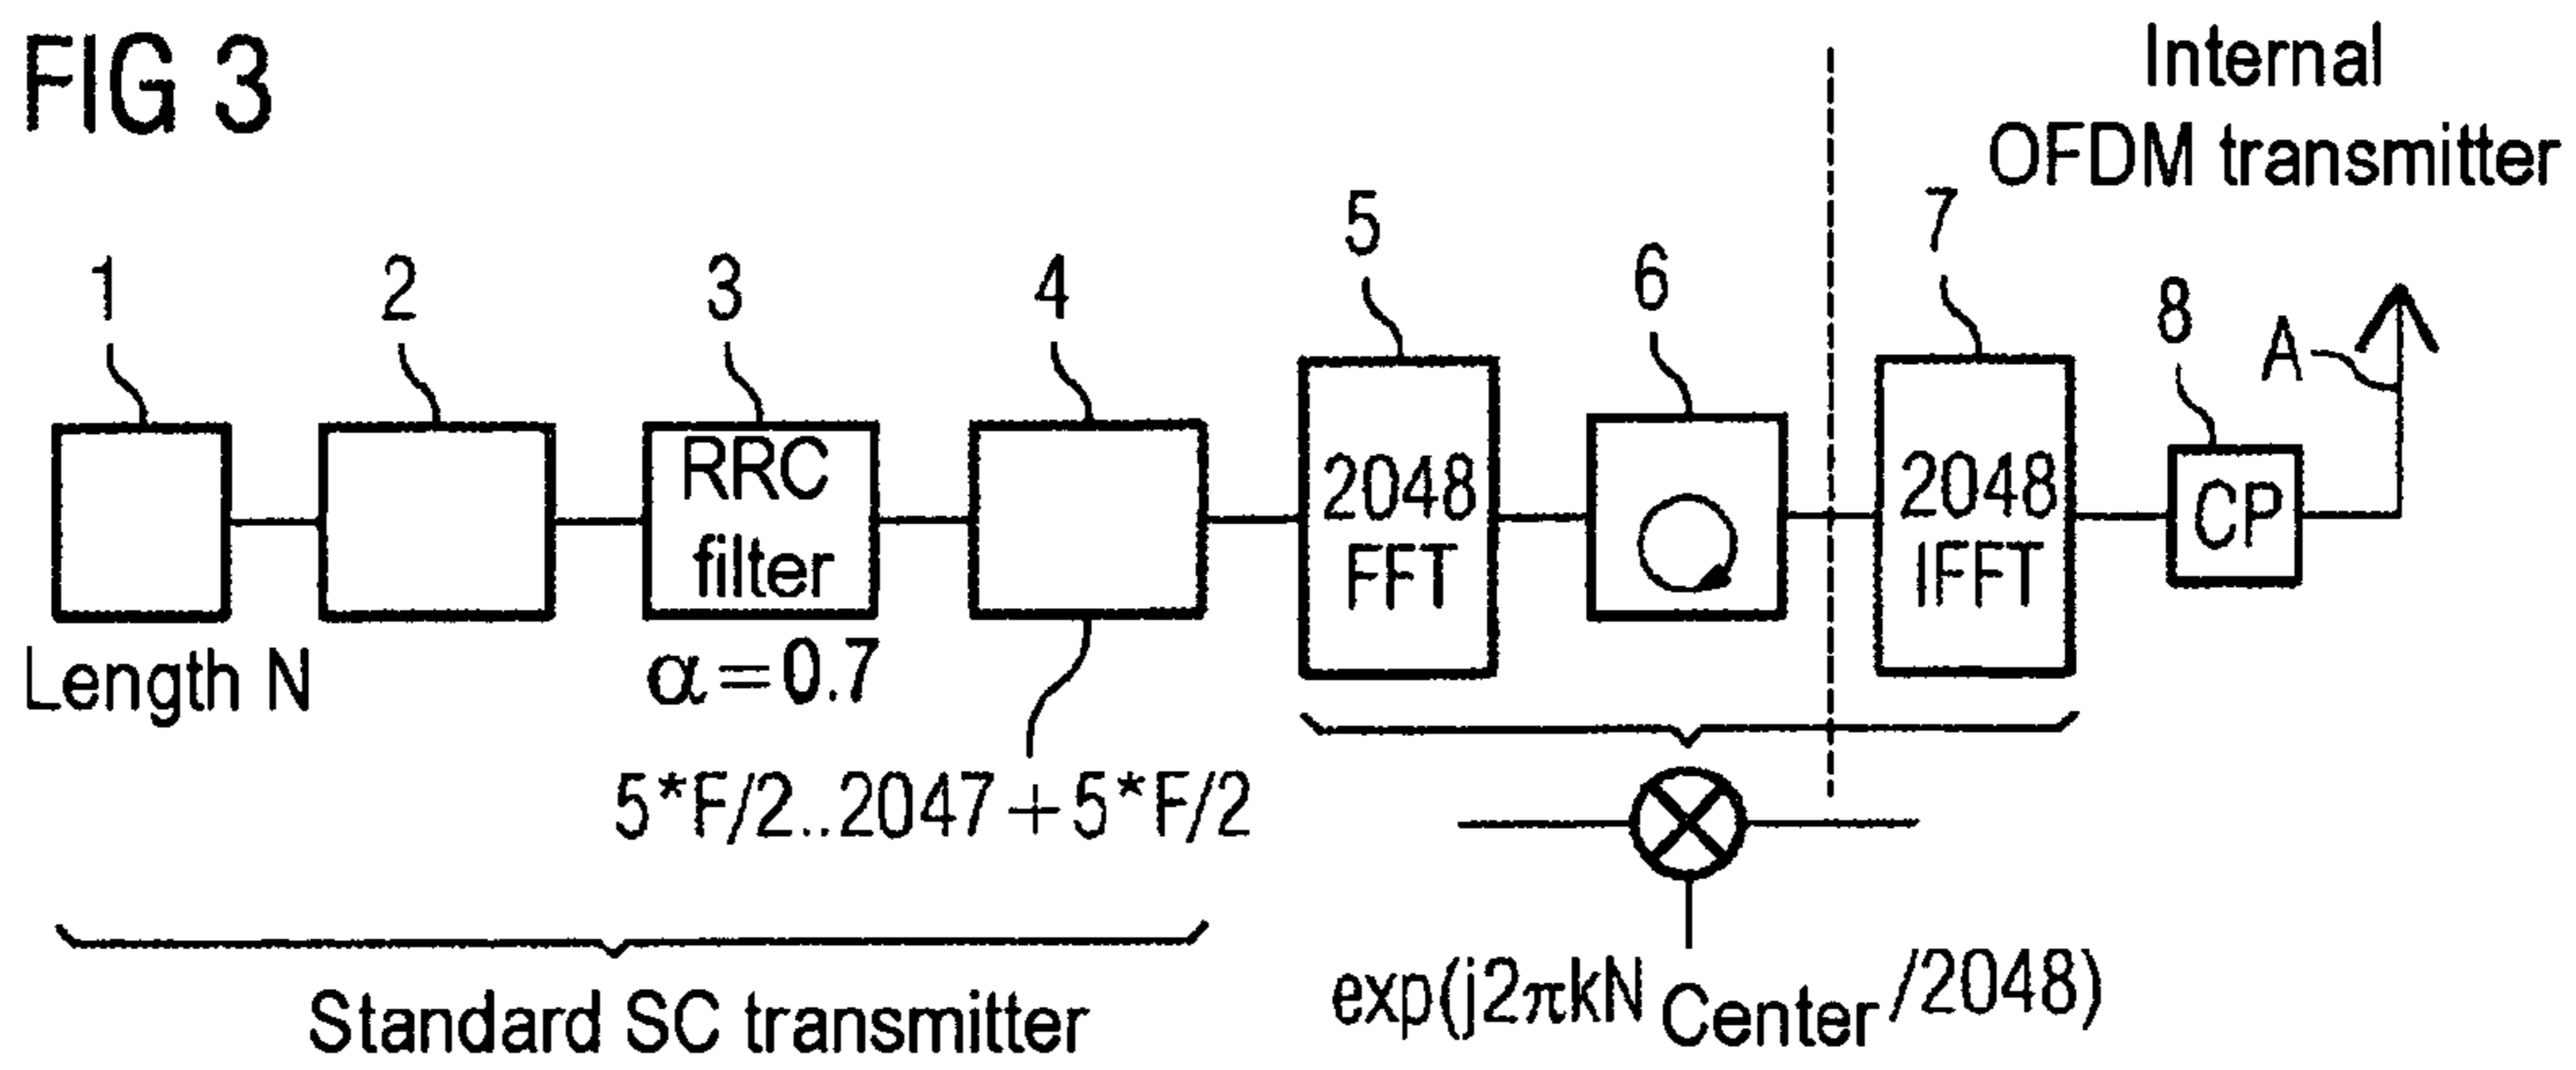 FIG 3
Internal
OFDM transmitter
1
2
3
4
5
6
7
8
A
RRC
filter
2048
FFT
2048
IFFT
CP
Length N
α=0.7
5*F/2..2047+5*F/2
Standard SC transmitter
exp(j2πkN Center /2048)